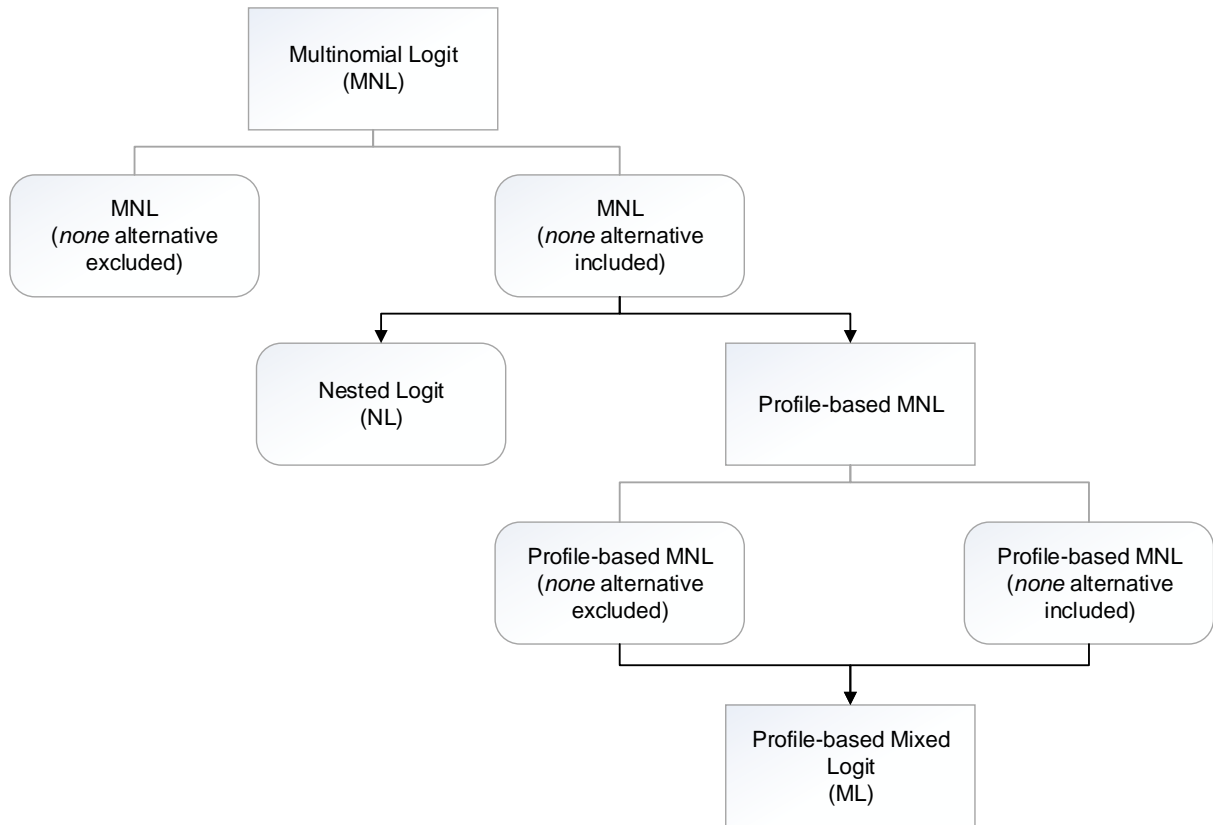 Multinomial Logit
(MNL)
MNL
(none alternative
excluded)
MNL
(none alternative
included)
Nested Logit
(NL)
Profile-based MNL
Profile-based MNL
(none alternative
excluded)
Profile-based MNL
(none alternative
included)
Profile-based Mixed
Logit
(ML)